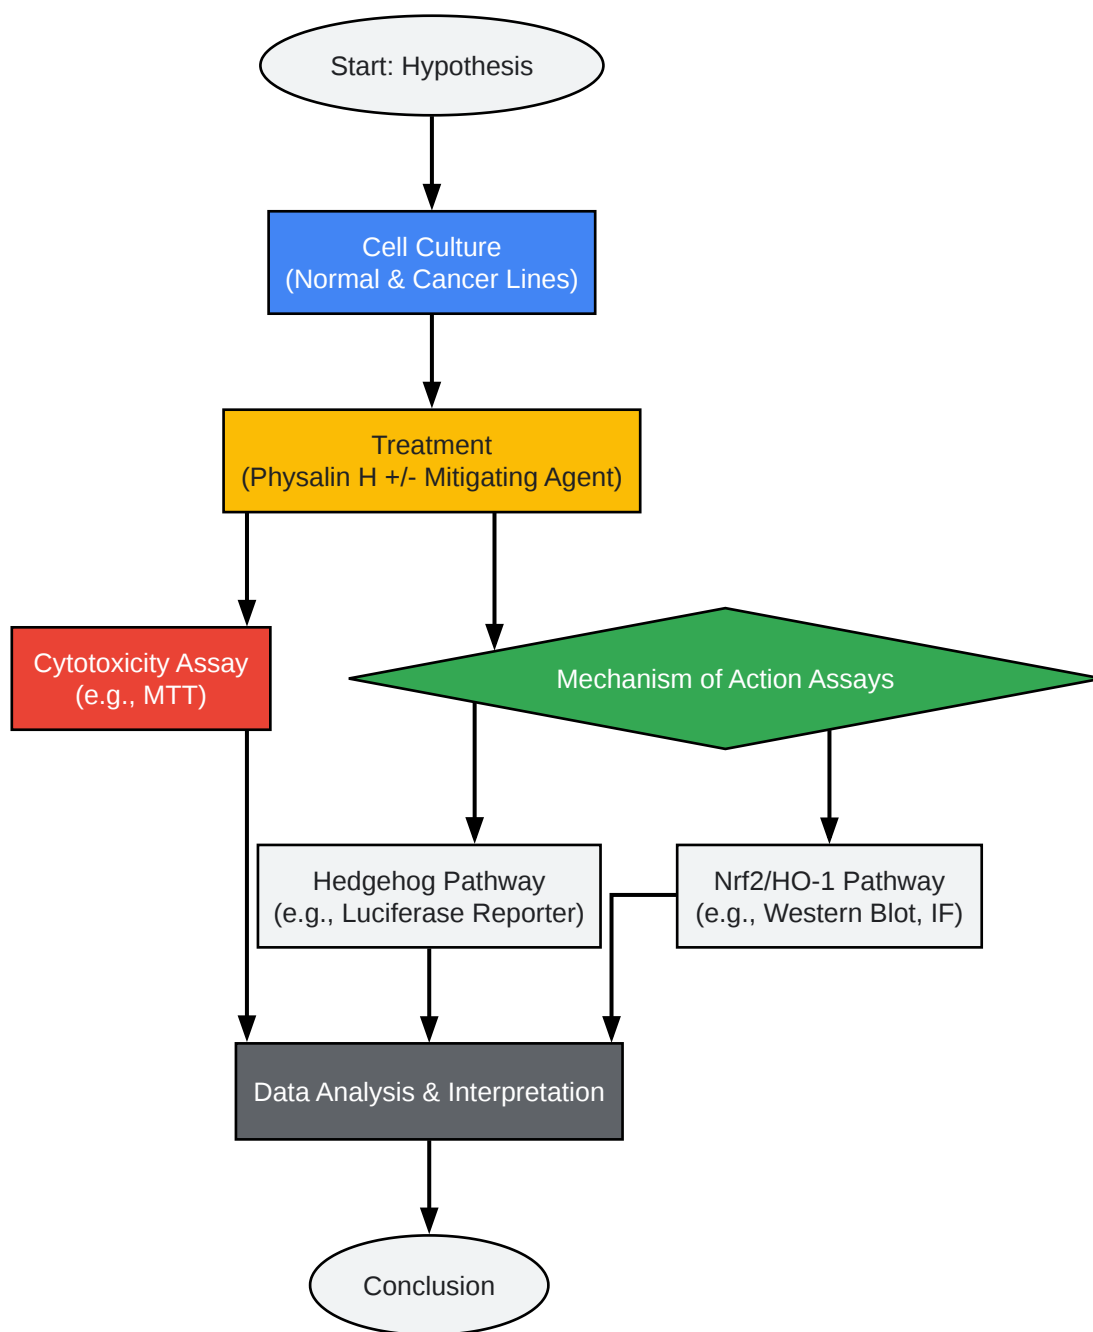 Start: Hypothesis
Cell Culture
(Normal & Cancer Lines)
Treatment
(Physalin H +/- Mitigating Agent)
Cytotoxicity Assay
(e.g., MTT)
Mechanism of Action Assays
Hedgehog Pathway
(e.g., Luciferase Reporter)
Nrf2/HO-1 Pathway
(e.g., Western Blot, IF)
Data Analysis & Interpretation
Conclusion